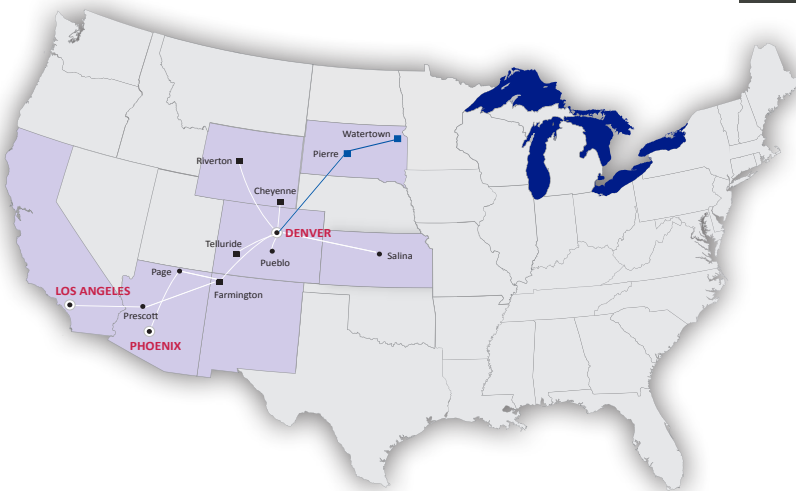 Watertown
Pierre
Riverton
Cheyenne
DENVER
Telluride
Pueblo
Salina
Page
LOS ANGELES
Farmington
Prescott
PHOENIX